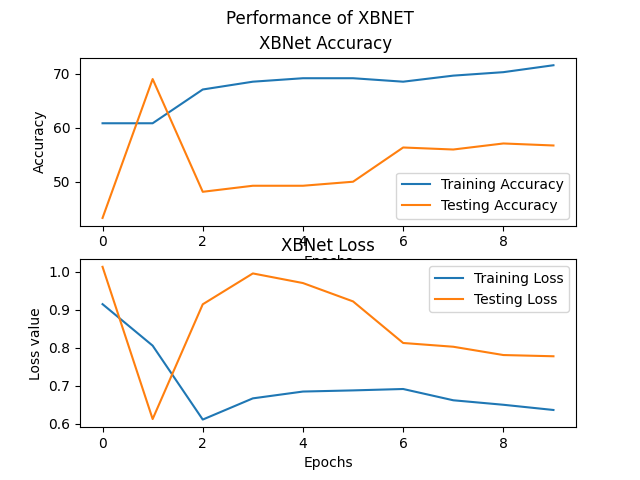 Performance of XBNET
XBNet Accuracy
70
60
50
Accuracy
Training Accuracy
Testing Accuracy
0 2 4 6 8
Epochs
XBNet Loss
1.0
0.9
0.8
0.7
0.6
Loss value
Training Loss
Testing Loss
0 2 4 6 8
Epochs